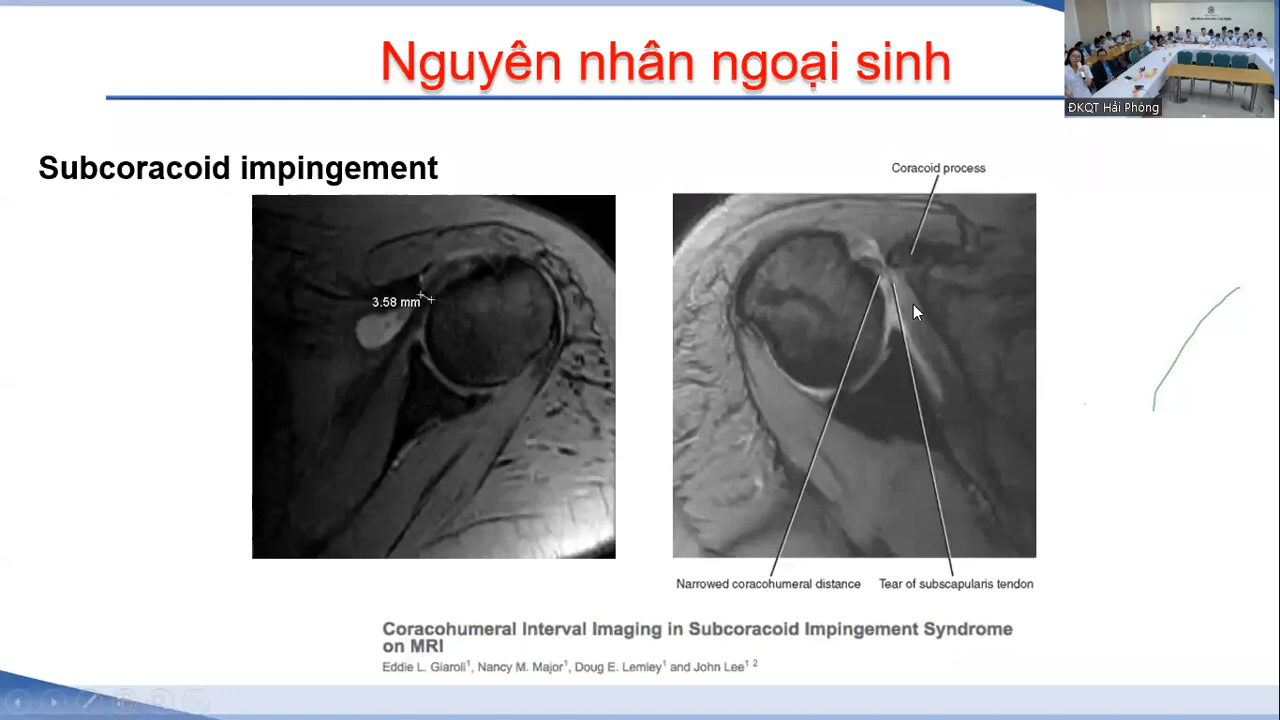 Nguyên nhân ngoại sinh
ĐKQT Hải Phòng
Subcoracoid impingement
Coracoid process
3.58 mm
Narrowed coracohumeral distance
Tear of subscapularis tendon
Coracohumeral Interval Imaging in Subcoracoid Impingement Syndrome
on MRI
Eddie L. Giaroli¹, Nancy M. Major¹, Doug E. Lemley¹ and John Lee¹ ²